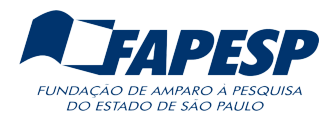 FAPESP
FUNDAÇÃO DE AMPARO À PESQUISA
DO ESTADO DE SÃO PAULO